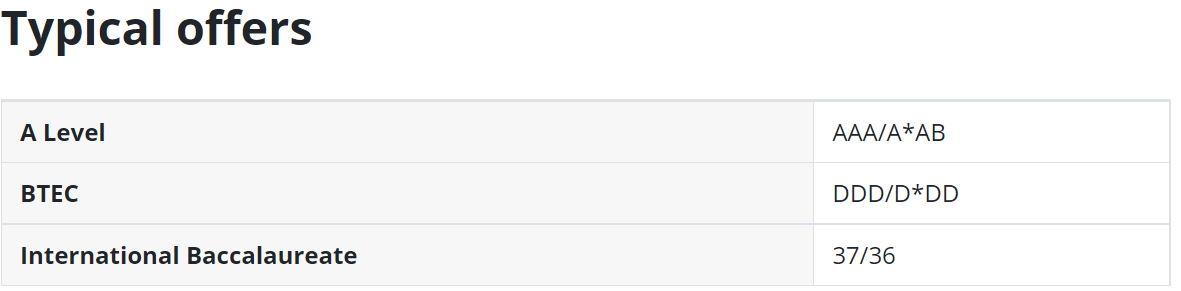 Typical offers
A Level AAA/A*AB
BTEC DDD/D*DD
International Baccalaureate 37/36